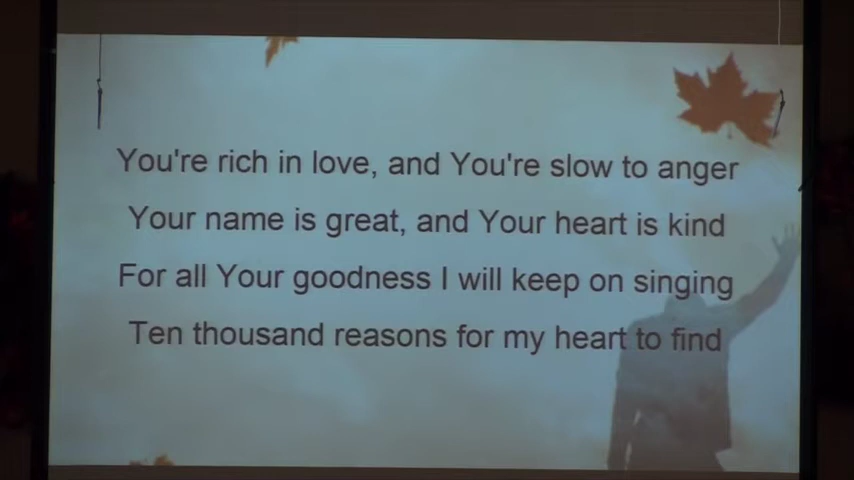 You're rich in love, and You're slow to anger
Your name is great, and Your heart is kind
For all Your goodness I will keep on singing
Ten thousand reasons for my heart to find